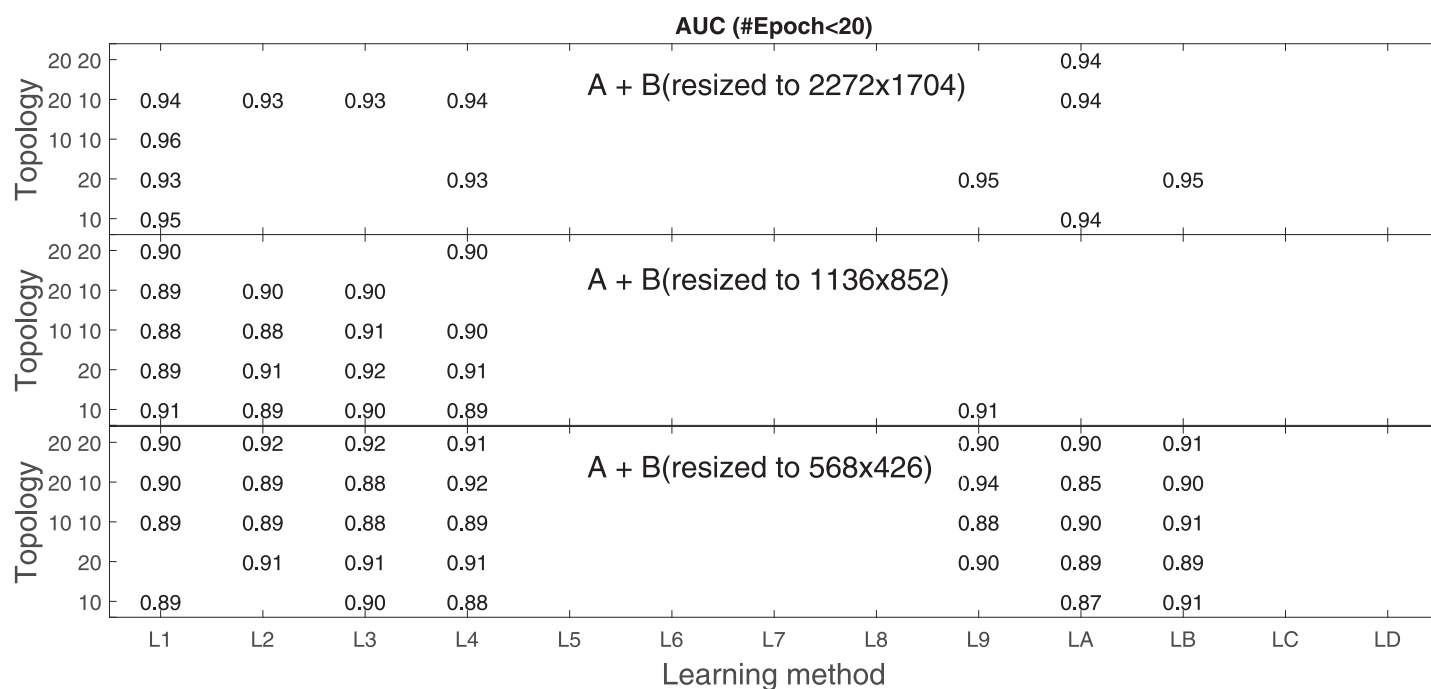 AUC (#Epoch<20)
20 20 0.94
A + B(resized to 2272x1704)
20 10 0.94 0.93 0.93 0.94 0.94
10 10 0.96
20 0.93 0.93 0.95 0.95
10 0.95 0.94
Topology
20 20 0.90 0.90
A + B(resized to 1136x852)
20 10 0.89 0.90 0.90
10 10 0.88 0.88 0.91 0.90
20 0.89 0.91 0.92 0.91
10 0.91 0.89 0.90 0.89 0.91
Topology
20 20 0.90 0.92 0.92 0.91 0.90 0.90 0.91
A + B(resized to 568x426)
20 10 0.90 0.89 0.88 0.92 0.94 0.85 0.90
10 10 0.89 0.89 0.88 0.89 0.88 0.90 0.91
20 0.91 0.91 0.91 0.90 0.89 0.89
10 0.89 0.90 0.88 0.87 0.91
Topology
L1 L2 L3 L4 L5 L6 L7 L8 L9 LA LB LC LD
Learning method